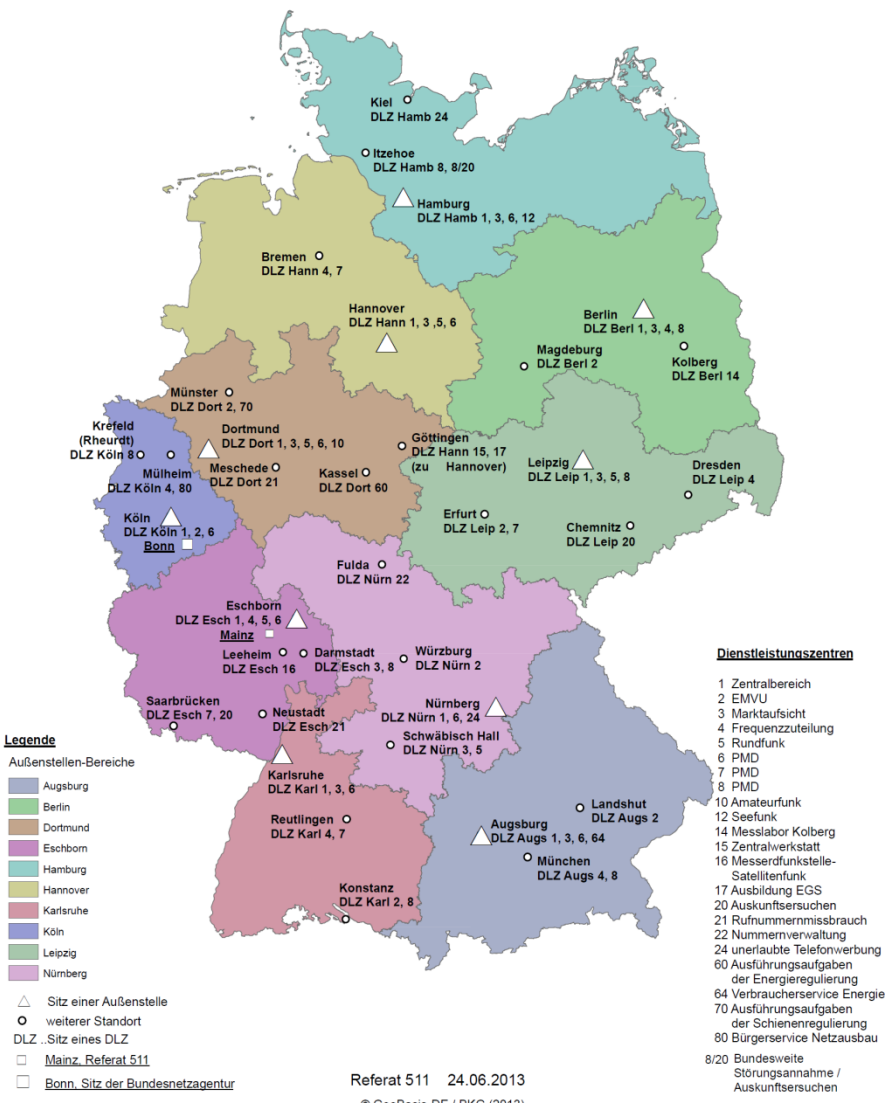 Kiel
DLZ Hamb 24
Itzehoe
DLZ Hamb 8, 8/20
Hamburg
DLZ Hamb 1, 3, 6, 12
Bremen
DLZ Hann 4, 7
Hannover
DLZ Hann 1, 3 ,5, 6
Berlin
DLZ Berl 1, 3, 4, 8
Magdeburg
DLZ Berl 2
Kolberg
DLZ Berl 14
Münster
DLZ Dort 2, 70
Krefeld
(Rheurdt)
DLZ Köln 8
Dortmund
DLZ Dort 1, 3, 5, 6, 10
Göttingen
DLZ Hann 15, 17
(zu Hannover)
Mülheim
DLZ Köln 4, 80
Meschede
DLZ Dort 21
Kassel
DLZ Dort 60
Leipzig
DLZ Leip 1, 3, 5, 8
Dresden
DLZ Leip 4
Köln
DLZ Köln 1, 2, 6
Bonn
Erfurt
DLZ Leip 2, 7
Chemnitz
DLZ Leip 20
Fulda
DLZ Nürn 22
Eschborn
DLZ Esch 1, 4, 5, 6
Mainz
Leeheim
DLZ Esch 16
Darmstadt
DLZ Esch 3, 8
Würzburg
DLZ Nürn 2
Saarbrücken
DLZ Esch 7, 20
Neustadt
DLZ Esch 21
Nürnberg
DLZ Nürn 1, 6, 24
Schwäbisch Hall
DLZ Nürn 3, 5
Karlsruhe
DLZ Karl 1, 3, 6
Reutlingen
DLZ Karl 4, 7
Konstanz
DLZ Karl 2, 8
Landshut
DLZ Augs 2
Augsburg
DLZ Augs 1, 3, 6, 64
München
DLZ Augs 4, 8
Legende
Außenstellen-Bereiche
Augsburg
Berlin
Dortmund
Eschborn
Hamburg
Hannover
Karlsruhe
Köln
Leipzig
Nürnberg
Sitz einer Außenstelle
weiterer Standort
DLZ ..Sitz eines DLZ
Mainz, Referat 511
Bonn, Sitz der Bundesnetzagentur
Dienstleistungszentren
1 Zentralbereich
2 EMVU
3 Marktaufsicht
4 Frequenzzuteilung
5 Rundfunk
6 PMD
7 PMD
8 PMD
10 Amateurfunk
12 Seefunk
14 Messlabor Kolberg
15 Zentralwerkstatt
16 Messerdfunkstelle-
Satellitenfunk
17 Ausbildung EGS
20 Auskunftsersuchen
21 Rufnummernmissbrauch
22 Nummernverwaltung
24 unerlaubte Telefonwerbung
60 Ausführungsaufgaben
der Energieregulierung
64 Verbraucherservice Energie
70 Ausführungsaufgaben
der Schienenregulierung
80 Bürgerservice Netzausbau
8/20 Bundesweite
Störungsannahme /
Auskunftsersuchen
Referat 511 24.06.2013
© GeoBasis-DE / BKG (2013)